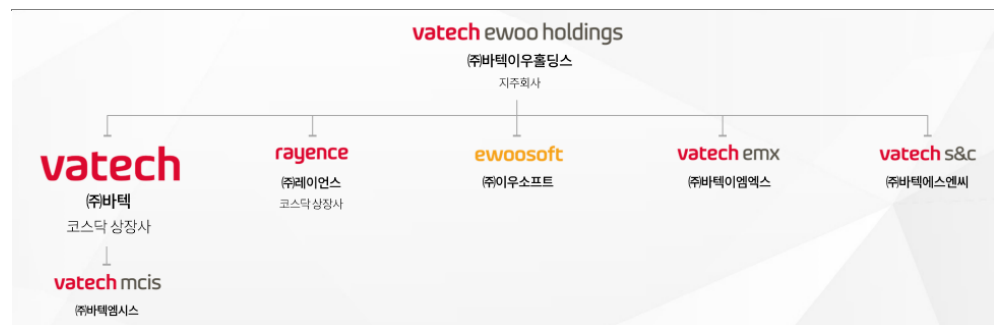 vatech ewoo holdings
㈜바텍이우홀딩스
지주회사
vatech
㈜바텍
코스닥 상장사
rayence
㈜레이언스
코스닥 상장사
ewoosoft
㈜이우소프트
vatech emx
㈜바텍이엠엑스
vatech s&c
㈜바텍에스엔씨
vatech mcis
㈜바텍엠시스